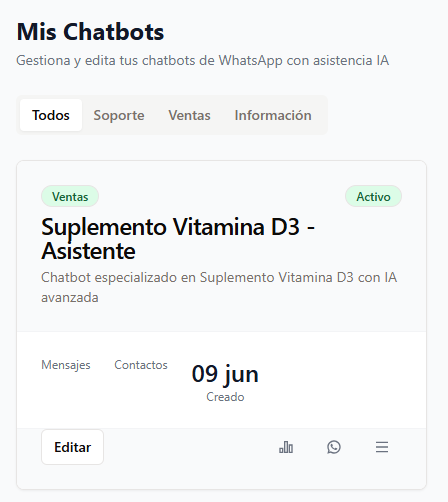 Mis Chatbots
Gestiona y edita tus chatbots de WhatsApp con asistencia IA
Todos Soporte Ventas Información
Ventas Activo
Suplemento Vitamina D3 -
Asistente
Chatbot especializado en Suplemento Vitamina D3 con IA
avanzada
Mensajes Contactos 09 jun
Creado
Editar